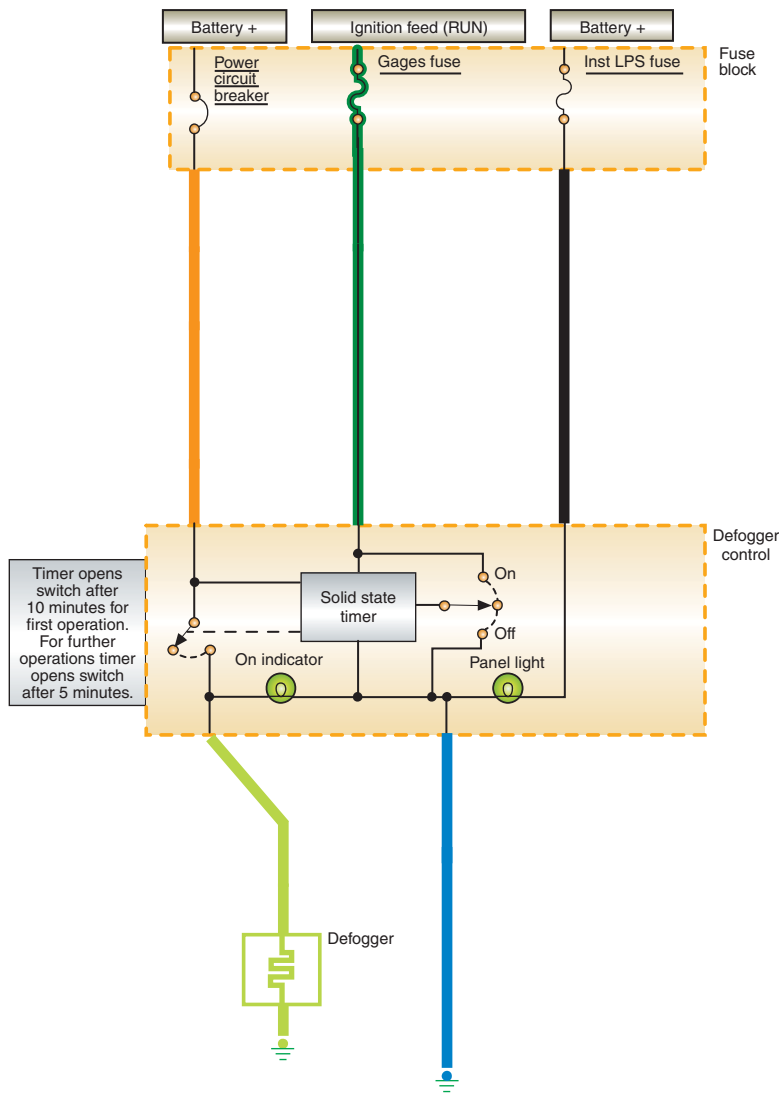 Battery +
Ignition feed (RUN)
Battery +
Power
circuit
breaker
Gages fuse
Inst LPS fuse
Fuse
block
Defogger
control
Timer opens
switch after
10 minutes for
first operation.
For further
operations timer
opens switch
after 5 minutes.
Solid state
timer
On
Off
On indicator
Panel light
Defogger